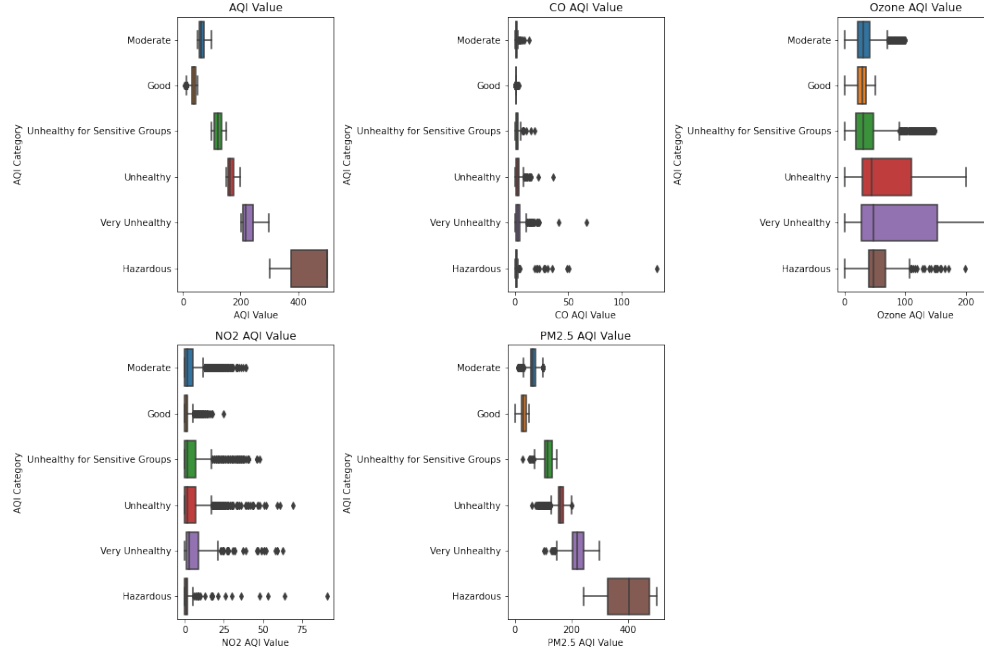 AQI Value
AQI Category
Moderate
Good
Unhealthy for Sensitive Groups
Unhealthy
Very Unhealthy
Hazardous
0
200
400
AQI Value
CO AQI Value
AQI Category
Moderate
Good
Unhealthy for Sensitive Groups
Unhealthy
Very Unhealthy
Hazardous
0
50
100
CO AQI Value
Ozone AQI Value
AQI Category
Moderate
Good
Unhealthy for Sensitive Groups
Unhealthy
Very Unhealthy
Hazardous
0
100
200
Ozone AQI Value
NO2 AQI Value
AQI Category
Moderate
Good
Unhealthy for Sensitive Groups
Unhealthy
Very Unhealthy
Hazardous
0
25
50
75
NO2 AQI Value
PM2.5 AQI Value
AQI Category
Moderate
Good
Unhealthy for Sensitive Groups
Unhealthy
Very Unhealthy
Hazardous
0
200
400
PM2.5 AQI Value